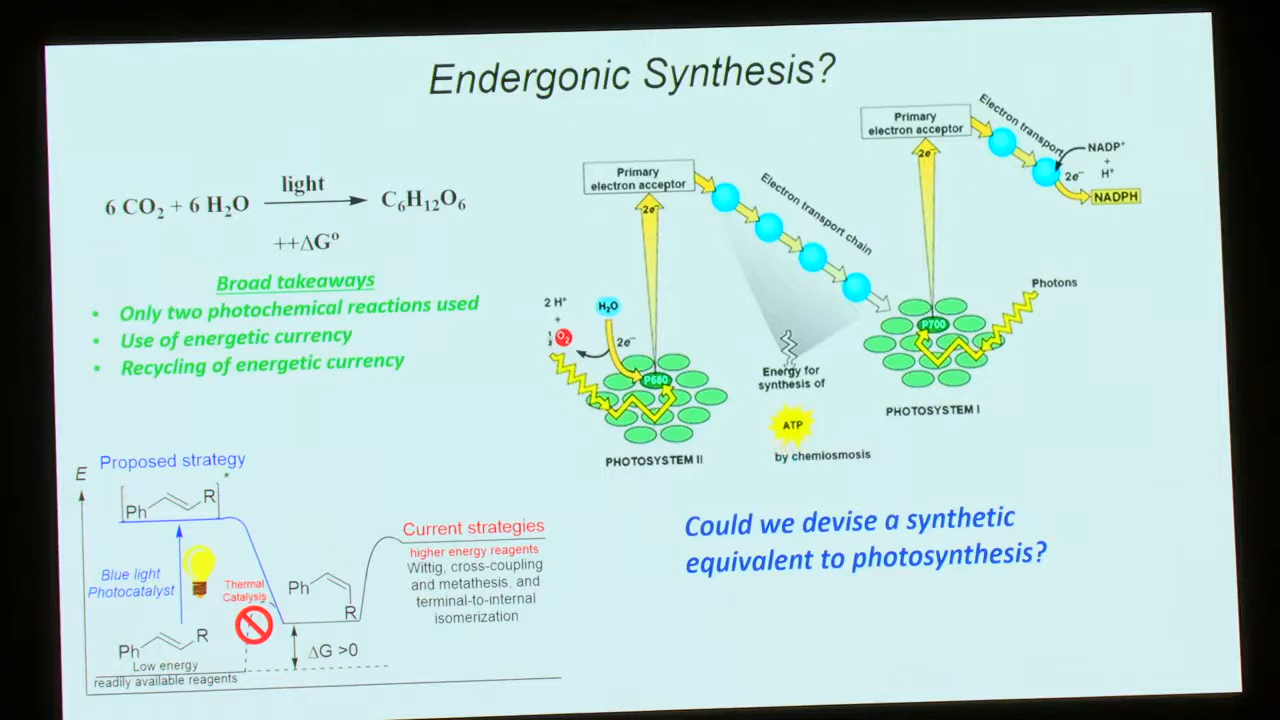 Endergonic Synthesis?
6 CO₂ + 6 H₂O
light
C₆H₁₂O₆
++ΔG°
Broad takeaways
• Only two photochemical reactions used
• Use of energetic currency
• Recycling of energetic currency
Primary
electron acceptor
2e⁻
Electron transport chain
2 H⁺
+
½ O₂
H₂O
2e⁻
P680
PHOTOSYSTEM II
Energy for
synthesis of
ATP
by chemiosmosis
Primary
electron acceptor
2e⁻
Electron transport
NADP⁺
+
H⁺
2e⁻
NADPH
Photons
P700
PHOTOSYSTEM I
E
Proposed strategy
*
Ph
R
Blue light
Photocatalyst
Thermal
Catalysis
Ph
R
Low energy
readily available reagents
Ph
R
ΔG >0
Current strategies
higher energy reagents
Wittig, cross-coupling
and metathesis, and
terminal-to-internal
isomerization
Could we devise a synthetic
equivalent to photosynthesis?